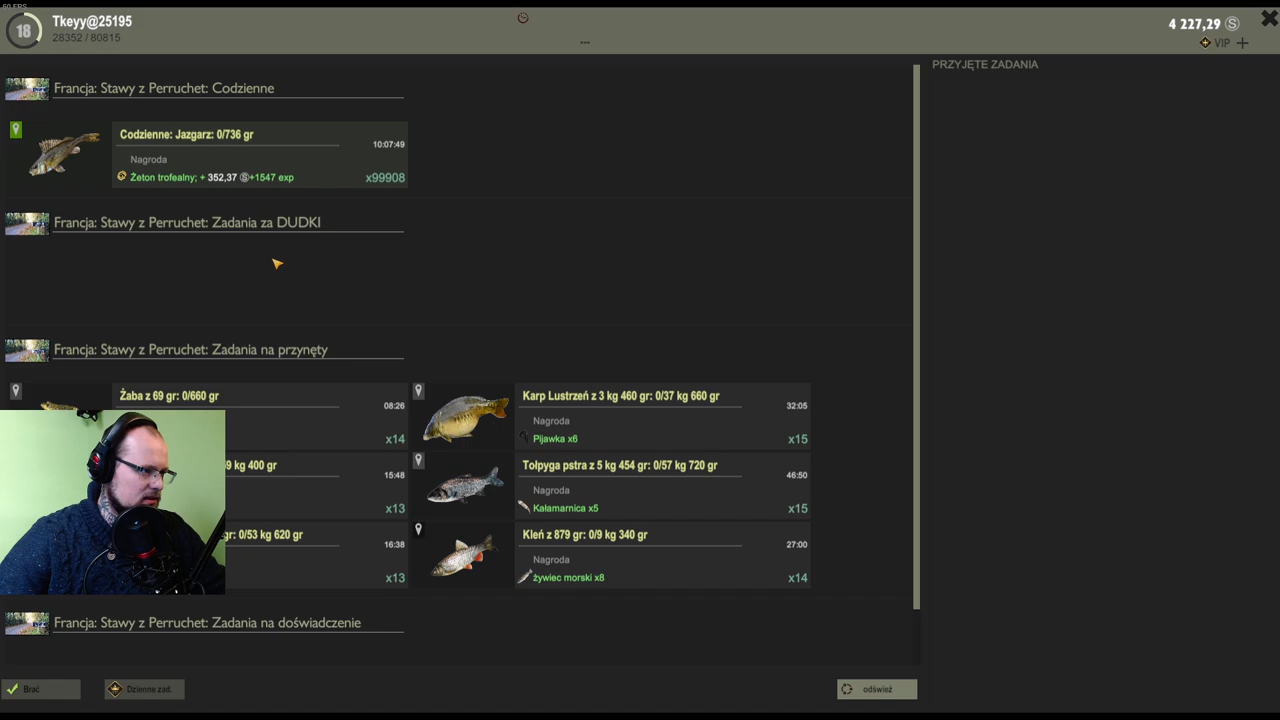 60 FPS
18
Tkeyy@25195
28352 / 80815
...
4 227,29 Ⓢ
VIP +
PRZYJĘTE ZADANIA
Francja: Stawy z Perruchet: Codzienne
Codzienne: Jazgarz: 0/736 gr
10:07:49
Nagroda
Żeton trofealny; + 352,37 Ⓢ+1547 exp
x99908
Francja: Stawy z Perruchet: Zadania za DUDKI
Francja: Stawy z Perruchet: Zadania na przynęty
Żaba z 69 gr: 0/660 gr
08:26
x14
Karp Lustrzeń z 3 kg 460 gr: 0/37 kg 660 gr
32:05
Nagroda
Pijawka x6
x15
9 kg 400 gr
15:48
x13
Tołpyga pstra z 5 kg 454 gr: 0/57 kg 720 gr
46:50
Nagroda
Kałamarnica x5
x15
gr: 0/53 kg 620 gr
16:38
x13
Kleń z 879 gr: 0/9 kg 340 gr
27:00
Nagroda
żywiec morski x8
x14
Francja: Stawy z Perruchet: Zadania na doświadczenie
Brać
Dzienne zad.
odśwież